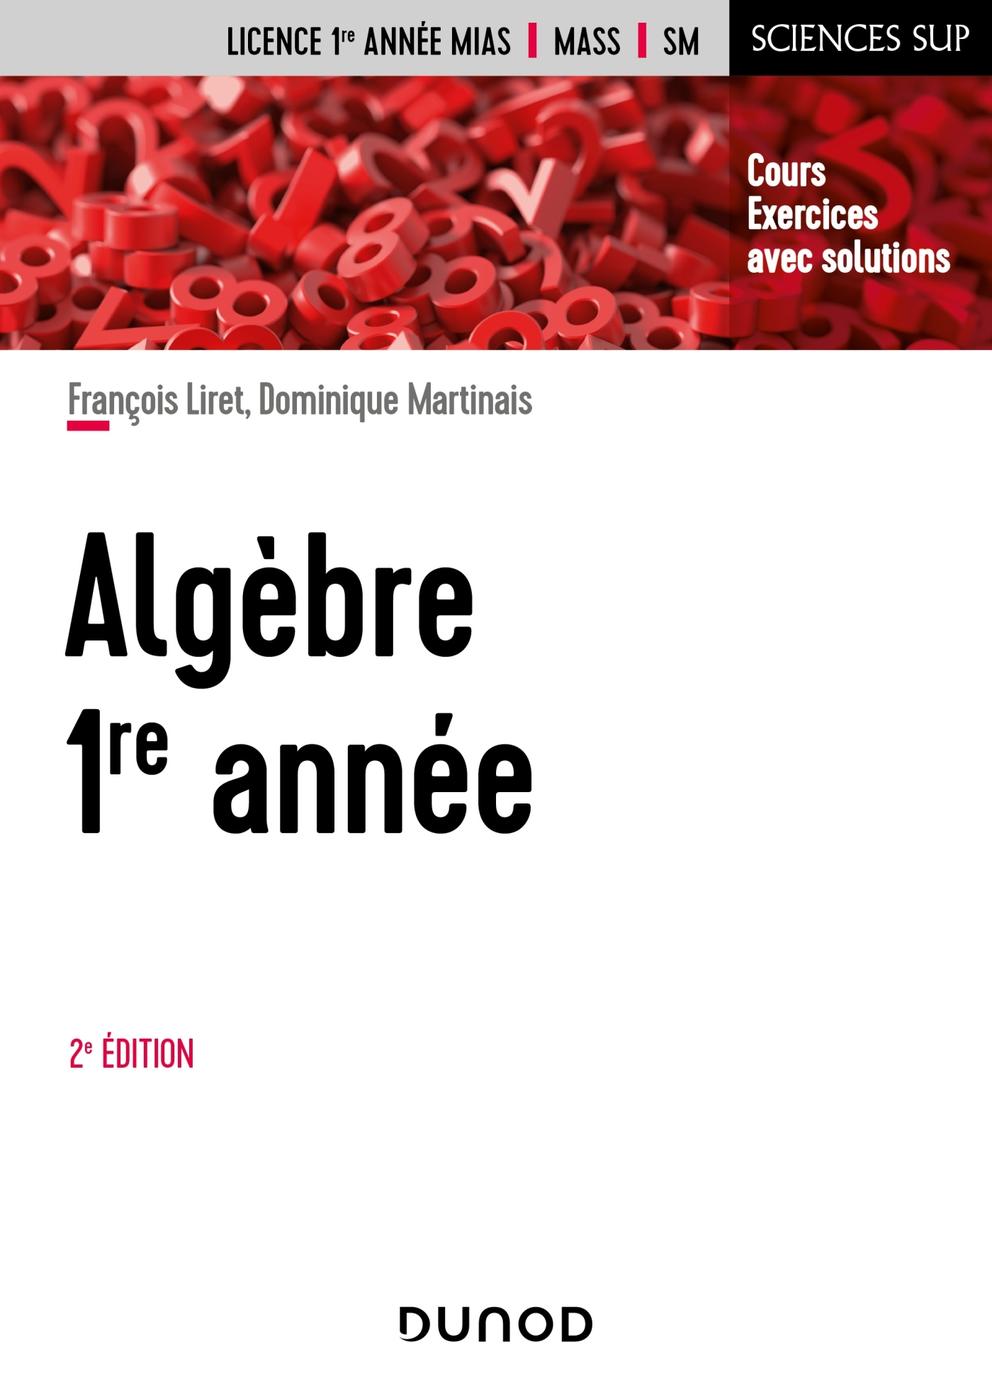 LICENCE 1re ANNÉE MIAS | MASS | SM
SCIENCES SUP
Cours
Exercices
avec solutions
François Liret, Dominique Martinais
Algèbre
1re année
2e ÉDITION
DUNOD